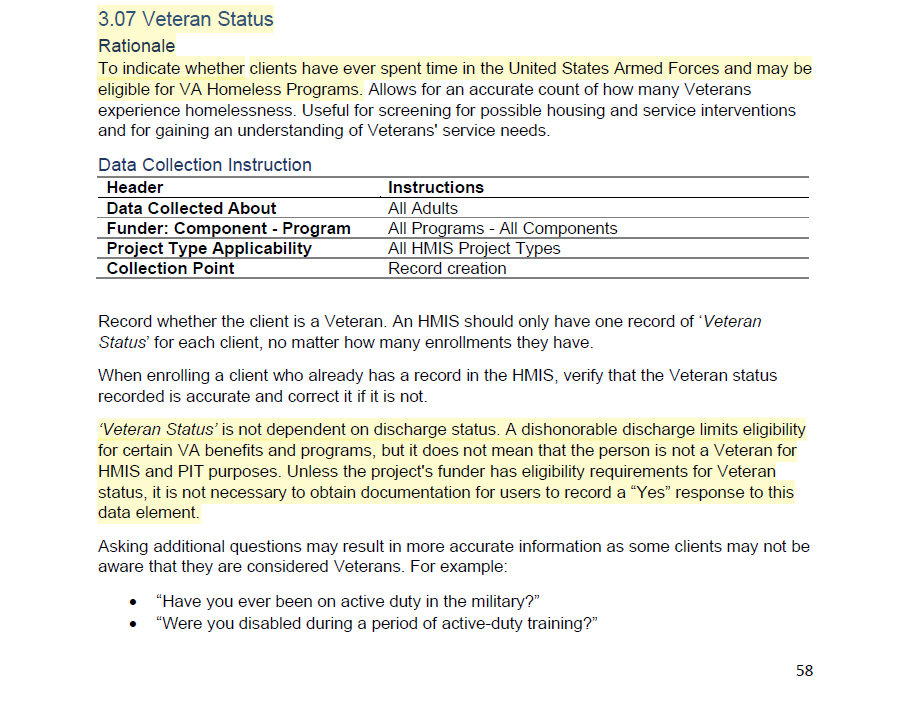 3.07 Veteran Status
Rationale
To indicate whether clients have ever spent time in the United States Armed Forces and may be
eligible for VA Homeless Programs. Allows for an accurate count of how many Veterans
experience homelessness. Useful for screening for possible housing and service interventions
and for gaining an understanding of Veterans' service needs.
Data Collection Instruction
Header Instructions
Data Collected About All Adults
Funder: Component - Program All Programs - All Components
Project Type Applicability All HMIS Project Types
Collection Point Record creation
Record whether the client is a Veteran. An HMIS should only have one record of ‘Veteran
Status’ for each client, no matter how many enrollments they have.
When enrolling a client who already has a record in the HMIS, verify that the Veteran status
recorded is accurate and correct it if it is not.
‘Veteran Status’ is not dependent on discharge status. A dishonorable discharge limits eligibility
for certain VA benefits and programs, but it does not mean that the person is not a Veteran for
HMIS and PIT purposes. Unless the project's funder has eligibility requirements for Veteran
status, it is not necessary to obtain documentation for users to record a “Yes” response to this
data element.
Asking additional questions may result in more accurate information as some clients may not be
aware that they are considered Veterans. For example:
• “Have you ever been on active duty in the military?”
• “Were you disabled during a period of active-duty training?”
58